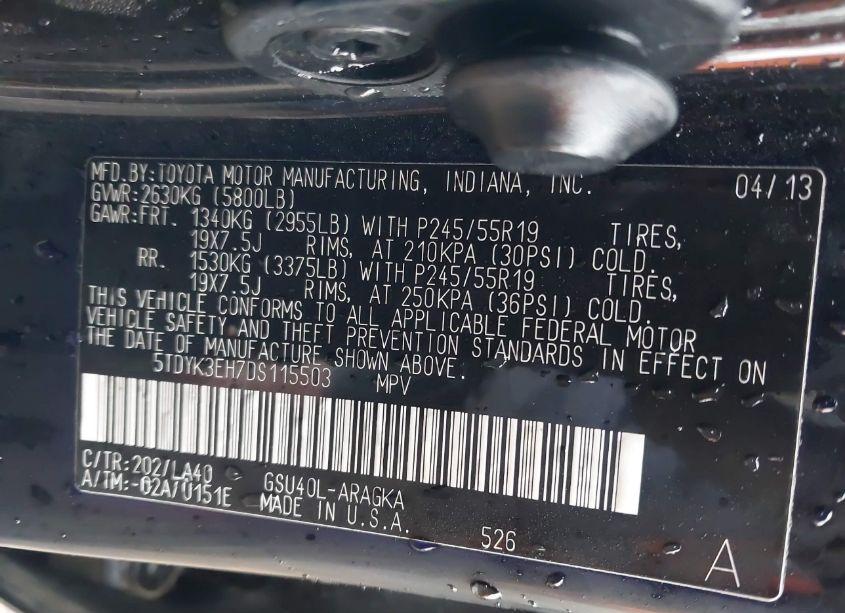 MFD.BY:TOYOTA MOTOR MANUFACTURING, INDIANA, INC. 04/13
GVWR:2630KG (5800LB)
GAWR:FRT. 1340KG (2955LB) WITH P245/55R19 TIRES,
19X7.5J RIMS, AT 210KPA (30PSI) COLD.
RR. 1530KG (3375LB) WITH P245/55R19 TIRES,
19X7.5J RIMS, AT 250KPA (36PSI) COLD.
THIS VEHICLE CONFORMS TO ALL APPLICABLE FEDERAL MOTOR
VEHICLE SAFETY AND THEFT PREVENTION STANDARDS IN EFFECT ON
THE DATE OF MANUFACTURE SHOWN ABOVE.
5TDYK3EH7DS115503 MPV
C/TR:202/LA40 GSU40L-ARAGKA
A/TM:-02A/U151E MADE IN U.S.A.
526 A